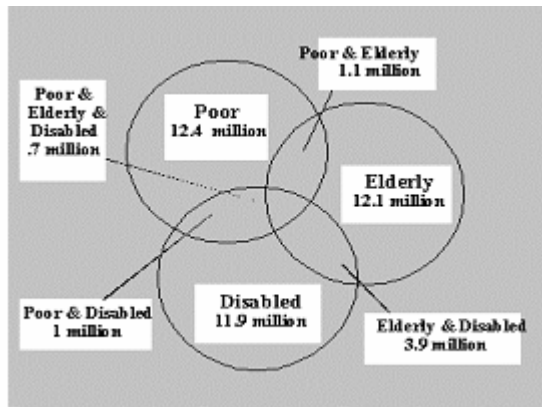 Poor & Elderly
1.1 million
Poor &
Elderly &
Disabled
.7 million
Poor
12.4 million
Elderly
12.1 million
Disabled
11.9 million
Poor & Disabled
1 million
Elderly & Disabled
3.9 million